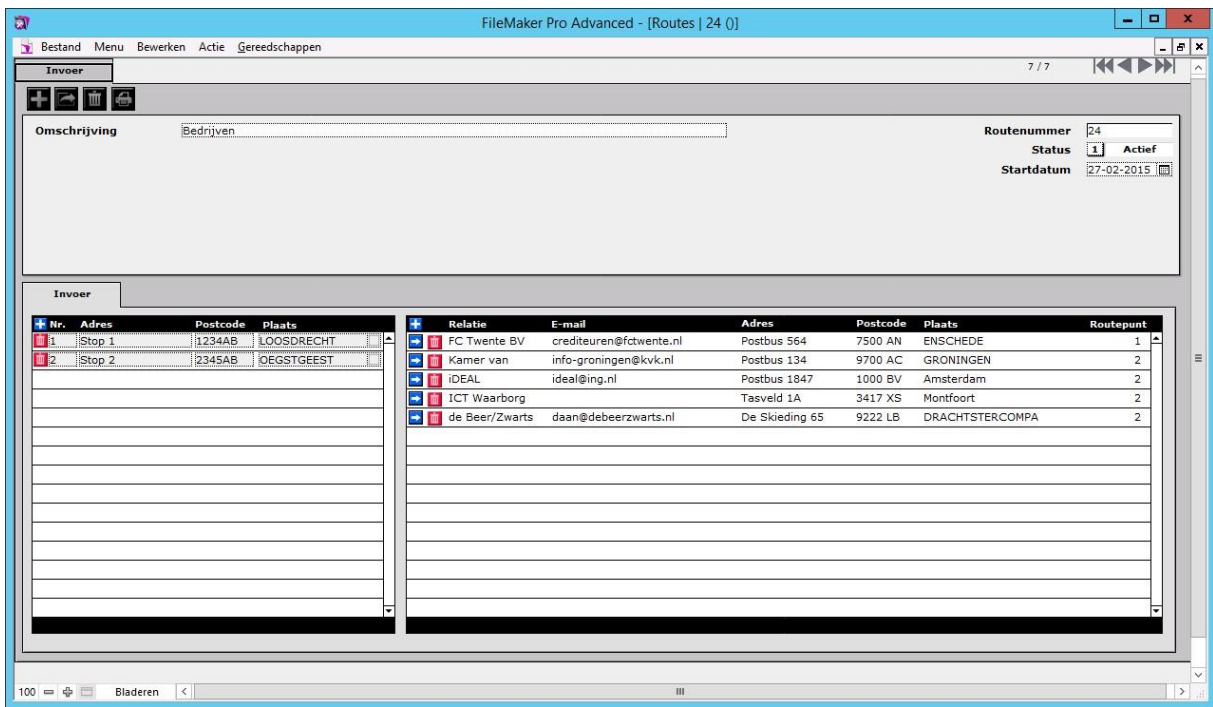 FileMaker Pro Advanced - [Routes | 24 ()]
Bestand Menu Bewerken Actie Gereedschappen
Invoer 7 / 7
Omschrijving Bedrijven Routenummer 24
Status 1 Actief
Startdatum 27-02-2015
Invoer
Nr. Adres Postcode Plaats Relatie E-mail Adres Postcode Plaats Routepunt
1 Stop 1 1234AB LOOSDRECHT FC Twente BV crediteuren@fctwente.nl Postbus 564 7500 AN ENSCHEDE 1
2 Stop 2 2345AB OEGSTGEEST Kamer van info-groningen@kvk.nl Postbus 134 9700 AC GRONINGEN 2
iDEAL ideal@ing.nl Postbus 1847 1000 BV Amsterdam 2
ICT Waarborg Tasveld 1A 3417 XS Montfoort 2
de Beer/Zwarts daan@debeerzwarts.nl De Skieding 65 9222 LB DRACHTSTERCOMPA 2
100 Bladeren